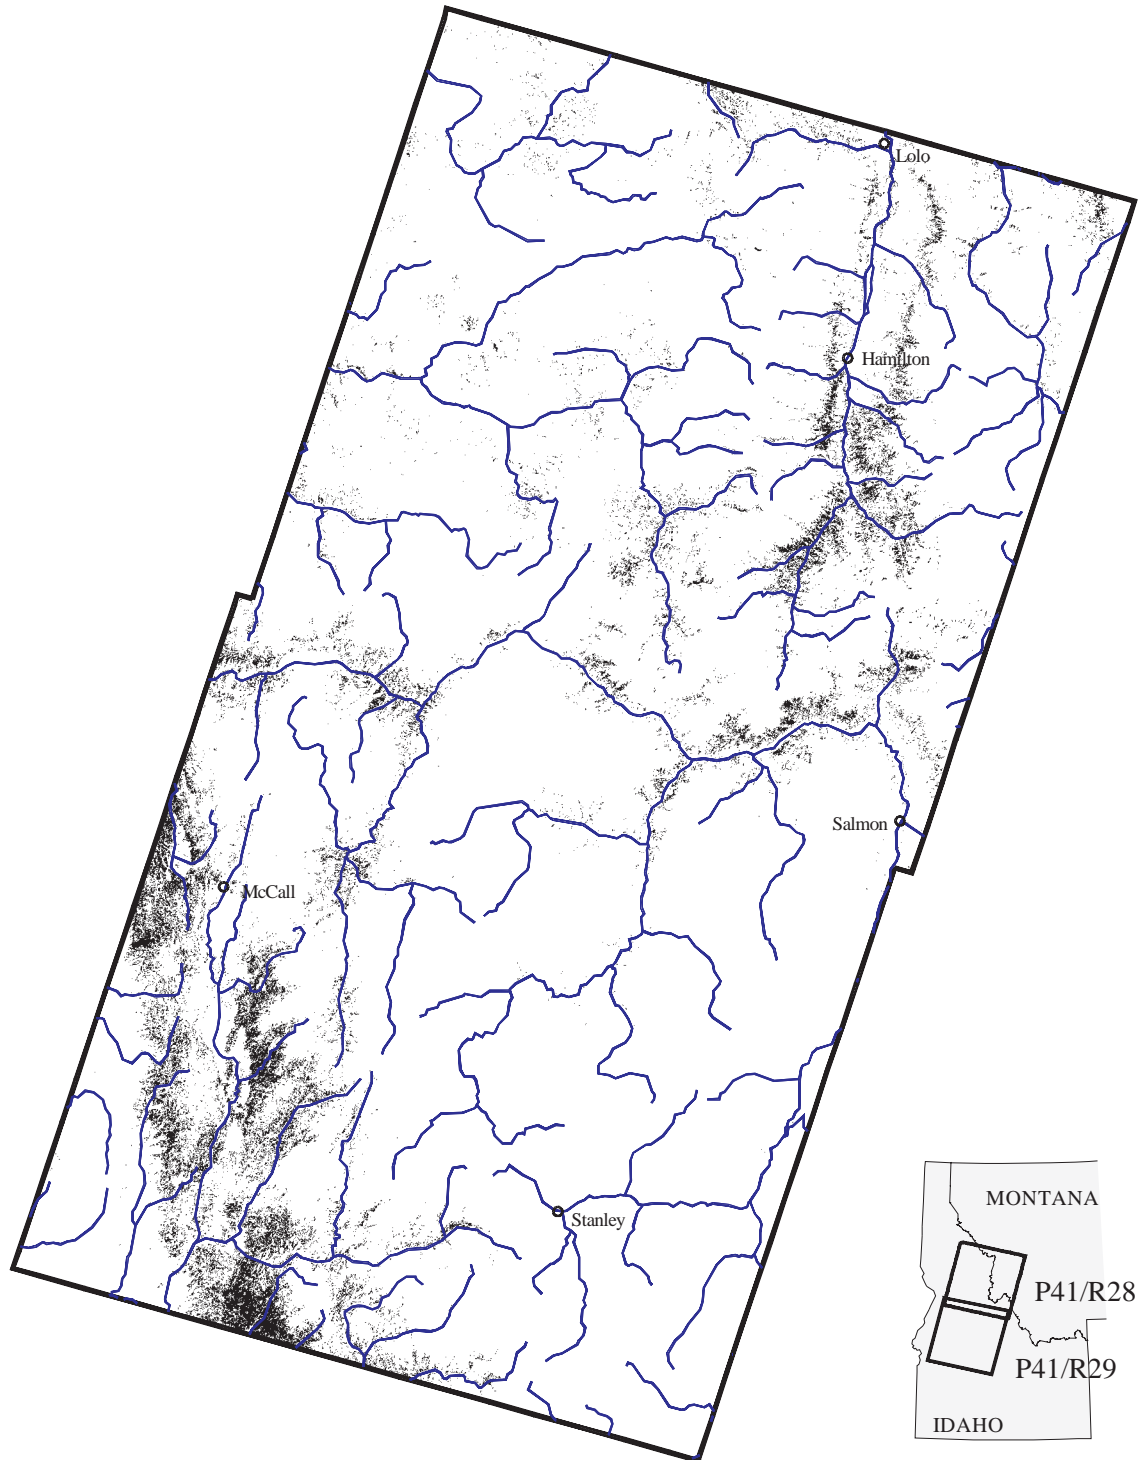 Lolo
Hamilton
Salmon
McCall
Stanley
MONTANA
P41/R28
P41/R29
IDAHO